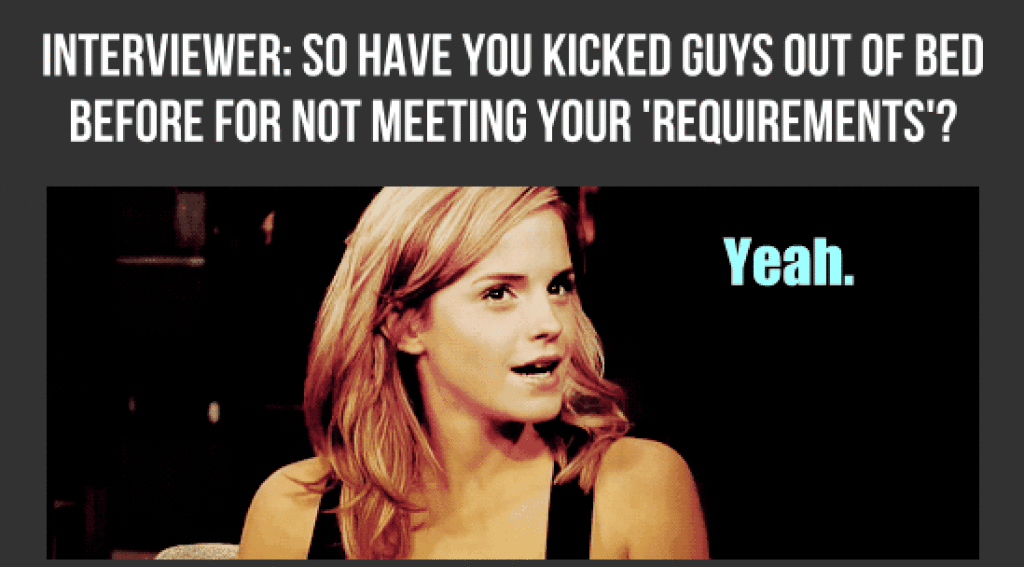 INTERVIEWER: SO HAVE YOU KICKED GUYS OUT OF BED
BEFORE FOR NOT MEETING YOUR 'REQUIREMENTS'?
Yeah.